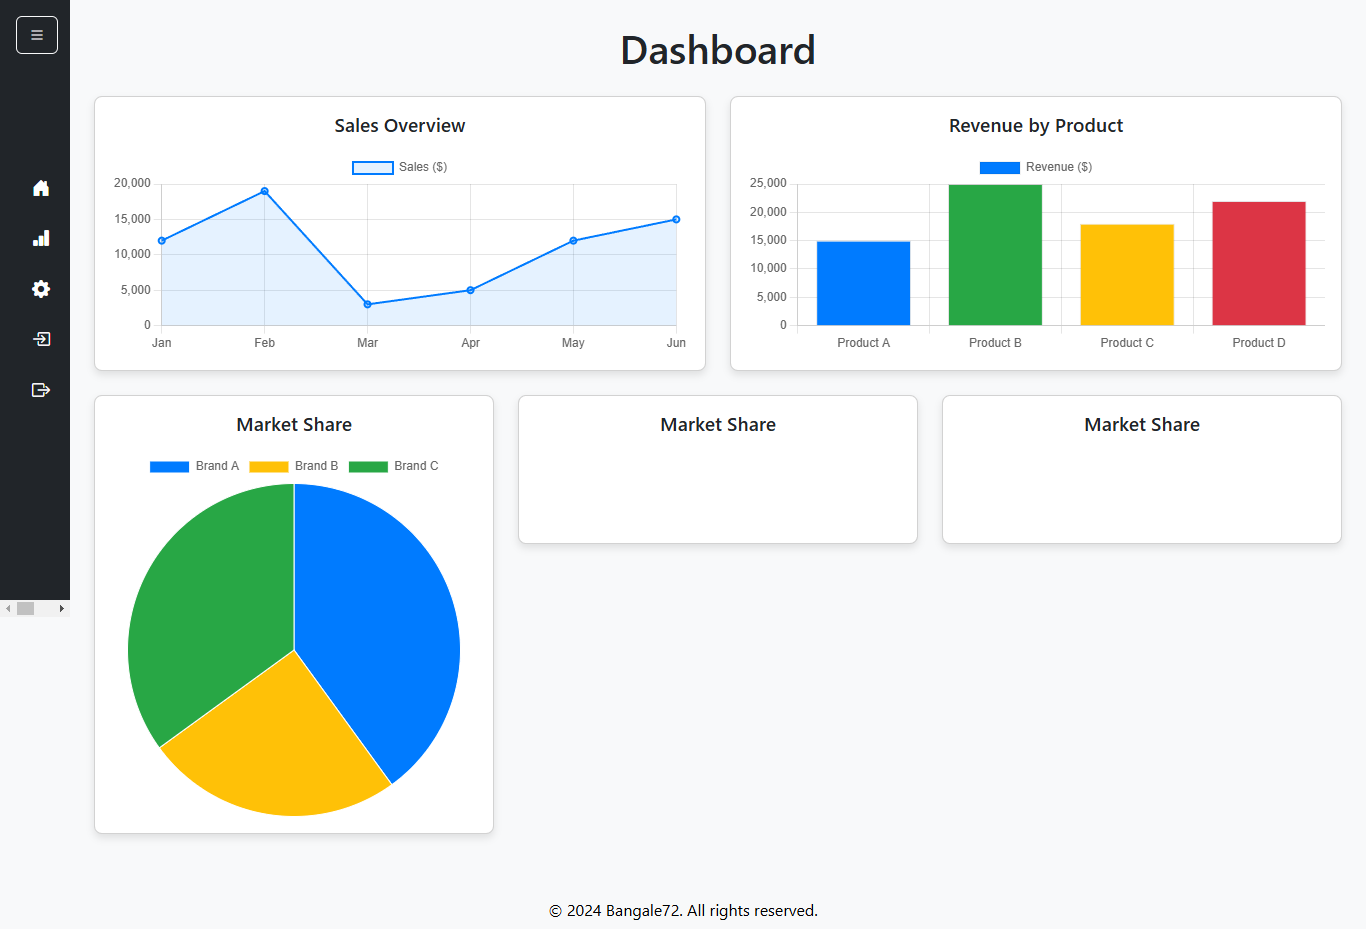 Dashboard
Sales Overview
Sales ($)
20,000
15,000
10,000
5,000
0
Jan Feb Mar Apr May Jun
Revenue by Product
Revenue ($)
25,000
20,000
15,000
10,000
5,000
0
Product A Product B Product C Product D
Market Share
Brand A Brand B Brand C
Market Share
Market Share
© 2024 Bangale72. All rights reserved.